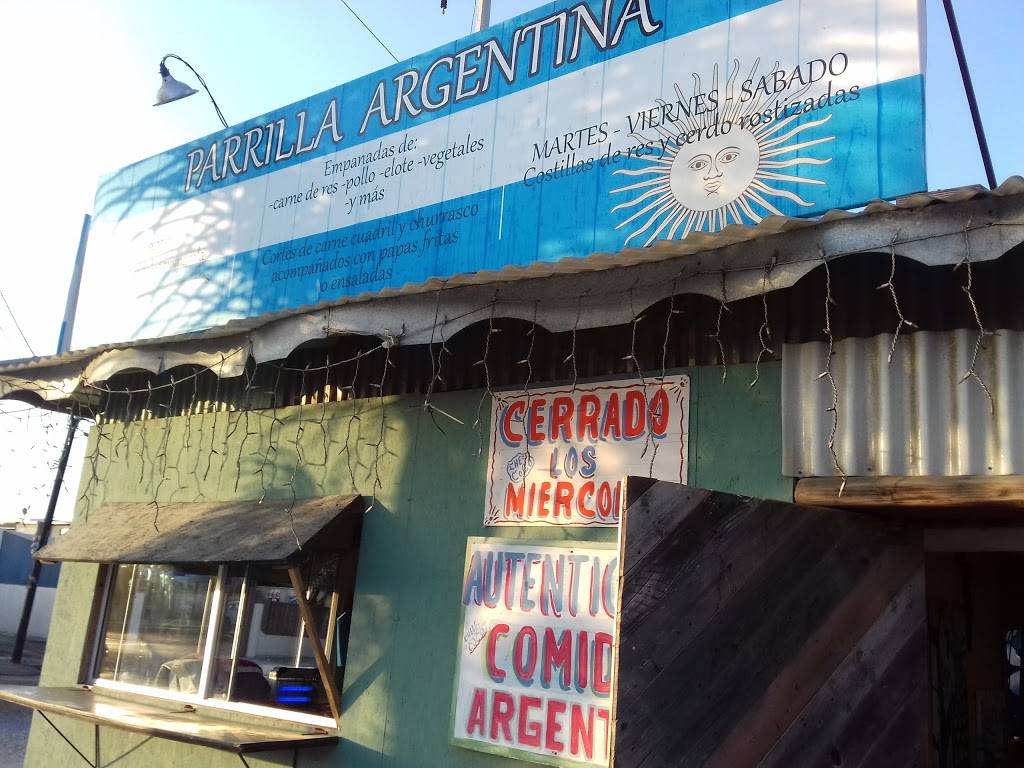 PARRILLA ARGENTINA
Empanadas de:
-carne de res -pollo -elote -vegetales
-y más
Cortes de carne cuadril y churrasco
acompañados con papas fritas
o ensaladas
MARTES - VIERNES - SABADO
Costillas de res y cerdo rostizadas
CERRADO
LOS
MIERCOL
AUTENTIC
COMID
ARGENT